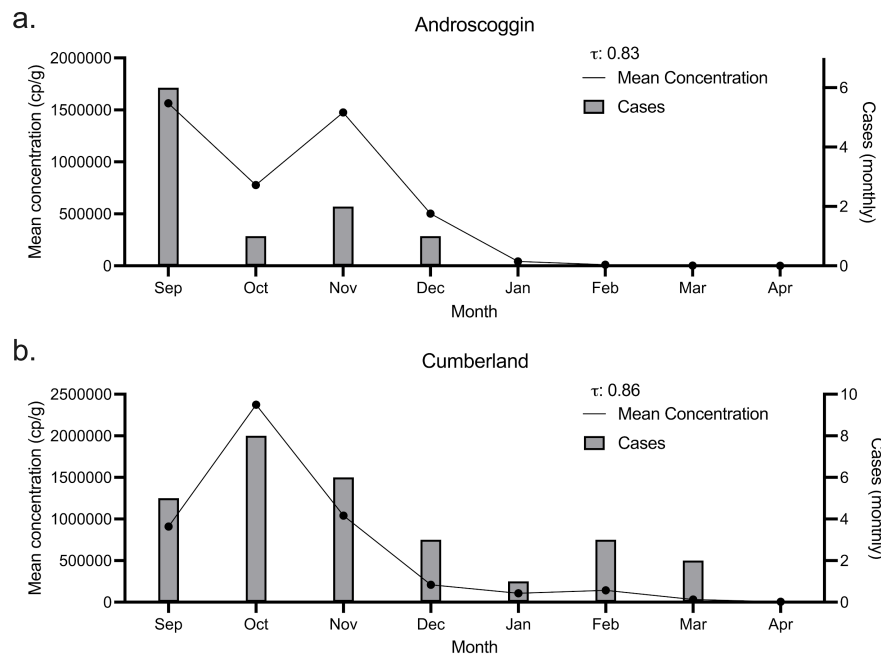 a.
Androscoggin
τ: 0.83
Mean Concentration
Cases
Mean concentration (cp/g)
2000000
1500000
1000000
500000
0
Cases (monthly)
6
4
2
0
Sep Oct Nov Dec Jan Feb Mar Apr
Month
b.
Cumberland
τ: 0.86
Mean Concentration
Cases
Mean concentration (cp/g)
2500000
2000000
1500000
1000000
500000
0
Cases (monthly)
10
8
6
4
2
0
Sep Oct Nov Dec Jan Feb Mar Apr
Month